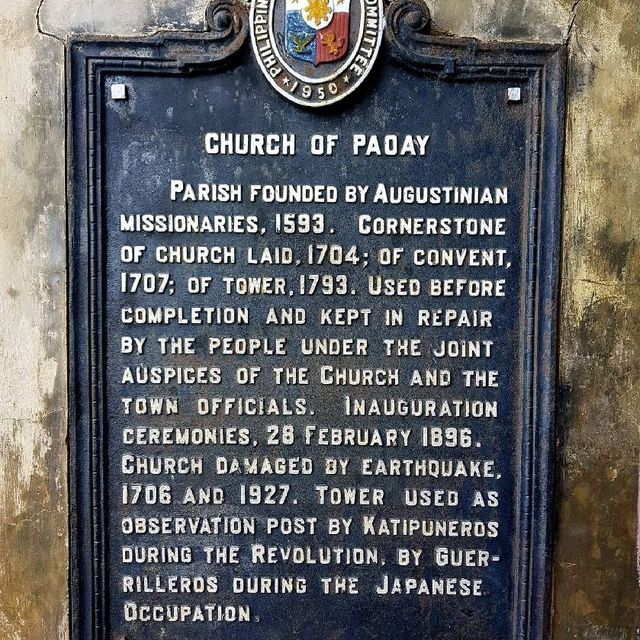 PHILIPPIN
COMMITTEE
★1950★
CHURCH OF PAOAY
PARISH FOUNDED BY AUGUSTINIAN
MISSIONARIES, 1593. CORNERSTONE
OF CHURCH LAID, 1704; OF CONVENT,
1707; OF TOWER, 1793. USED BEFORE
COMPLETION AND KEPT IN REPAIR
BY THE PEOPLE UNDER THE JOINT
AUSPICES OF THE CHURCH AND THE
TOWN OFFICIALS. INAUGURATION
CEREMONIES, 28 FEBRUARY 1896.
CHURCH DAMAGED BY EARTHQUAKE,
1706 AND 1927. TOWER USED AS
OBSERVATION POST BY KATIPUNEROS
DURING THE REVOLUTION, BY GUER-
RILLEROS DURING THE JAPANESE
OCCUPATION.